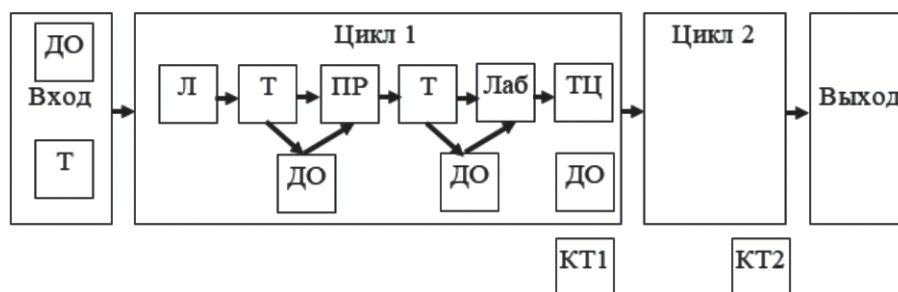 ДО
Вход
Т
Цикл 1
Л
Т
ПР
Т
Лаб
ТЦ
ДО
ДО
ДО
Цикл 2
Выход
КТ1
КТ2